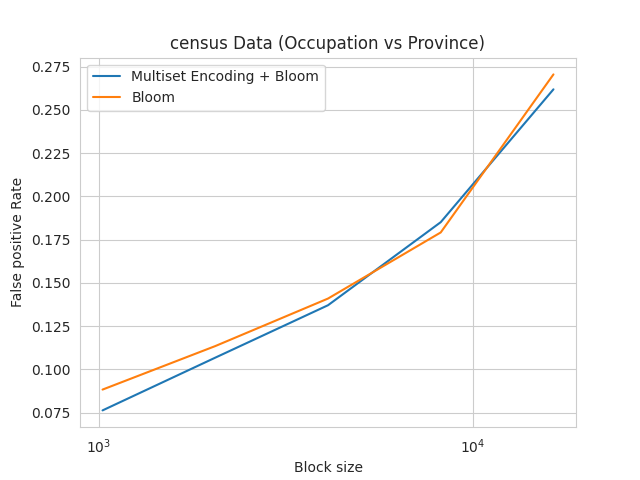 census Data (Occupation vs Province)
Multiset Encoding + Bloom
Bloom
False positive Rate
0.275
0.250
0.225
0.200
0.175
0.150
0.125
0.100
0.075
10³
10⁴
Block size